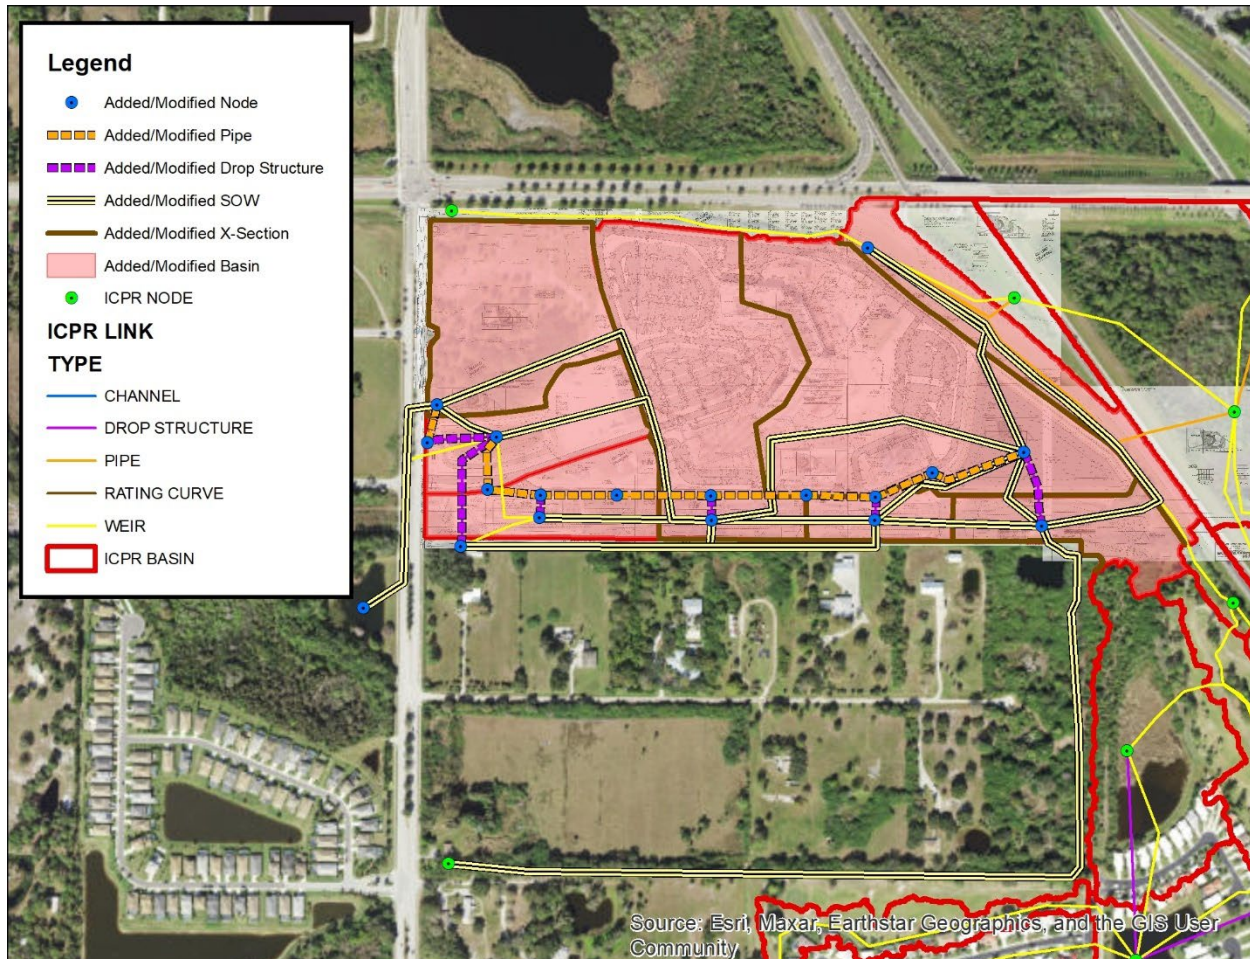 Legend
Added/Modified Node
Added/Modified Pipe
Added/Modified Drop Structure
Added/Modified SOW
Added/Modified X-Section
Added/Modified Basin
ICPR NODE
ICPR LINK
TYPE
CHANNEL
DROP STRUCTURE
PIPE
RATING CURVE
WEIR
ICPR BASIN
Source: Esri, Maxar, Earthstar Geographics, and the GIS User
Community